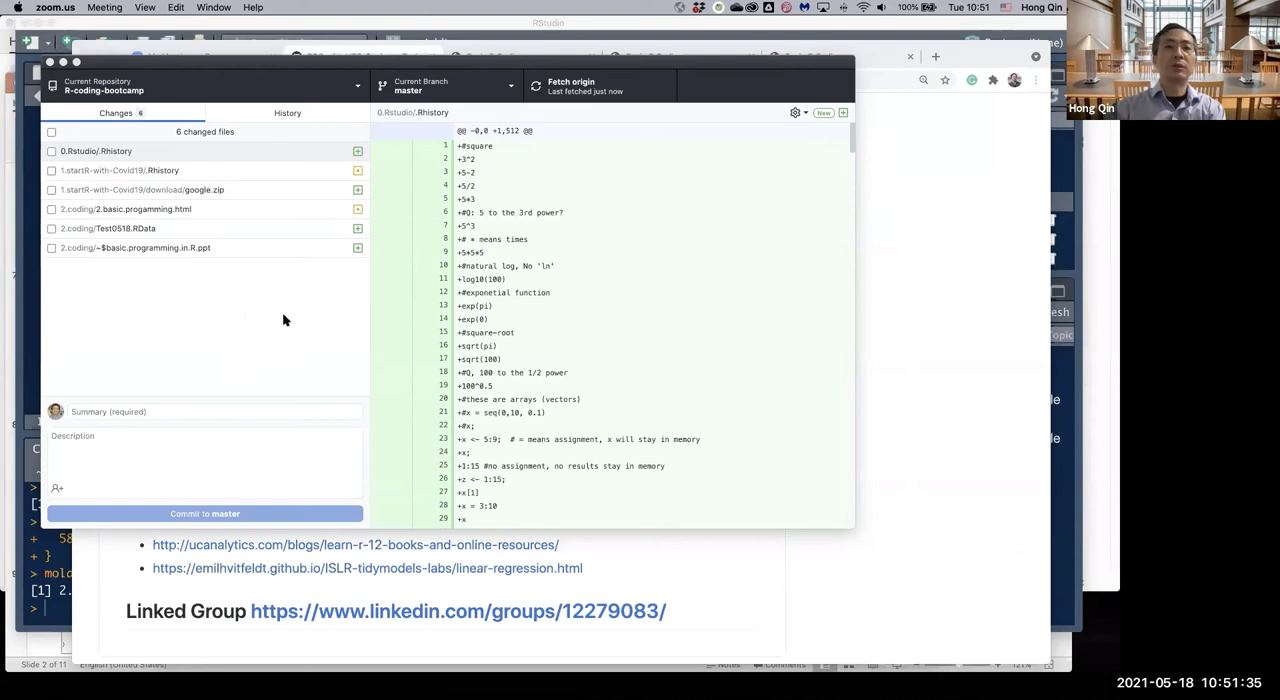 zoom.us Meeting View Edit Window Help
100% Tue 10:51 Hong Qin
RStudio
Current Repository
R-coding-bootcamp
Current Branch
master
Fetch origin
Last fetched just now
Hong Qin
Changes 6
History
0.Rstudio/.Rhistory
New
6 changed files
0.Rstudio/.Rhistory
1.startR-with-Covid19/.Rhistory
1.startR-with-Covid19/download/google.zip
2.coding/2.basic.progamming.html
2.coding/Test0518.RData
2.coding/~$basic.programming.in.R.ppt
@@ -0,0 +1,512 @@
1 +#square
2 +3^2
3 +5-2
4 +5/2
5 +5*3
6 +#Q: 5 to the 3rd power?
7 +5^3
8 +# * means times
9 +5*5*5
10 +#natural log, No 'ln'
11 +log10(100)
12 +#exponetial function
13 +exp(pi)
14 +exp(0)
15 +#square-root
16 +sqrt(pi)
17 +sqrt(100)
18 +#Q, 100 to the 1/2 power
19 +100^0.5
20 +#these are arrays (vectors)
21 +#x = seq(0,10, 0.1)
22 +#x;
23 +x <- 5:9; # = means assignment, x will stay in memory
24 +x;
25 +1:15 #no assignment, no results stay in memory
26 +z <- 1:15;
27 +x[1]
28 +x = 3:10
29 +x
Summary (required)
Description
Commit to master
+ 58
+ }
> mola
[1] 2.
>
http://ucanalytics.com/blogs/learn-r-12-books-and-online-resources/
https://emilhvitfeldt.github.io/ISLR-tidymodels-labs/linear-regression.html
Linked Group https://www.linkedin.com/groups/12279083/
Slide 2 of 11 English (United States)
Notes Comments 121%
2021-05-18 10:51:35